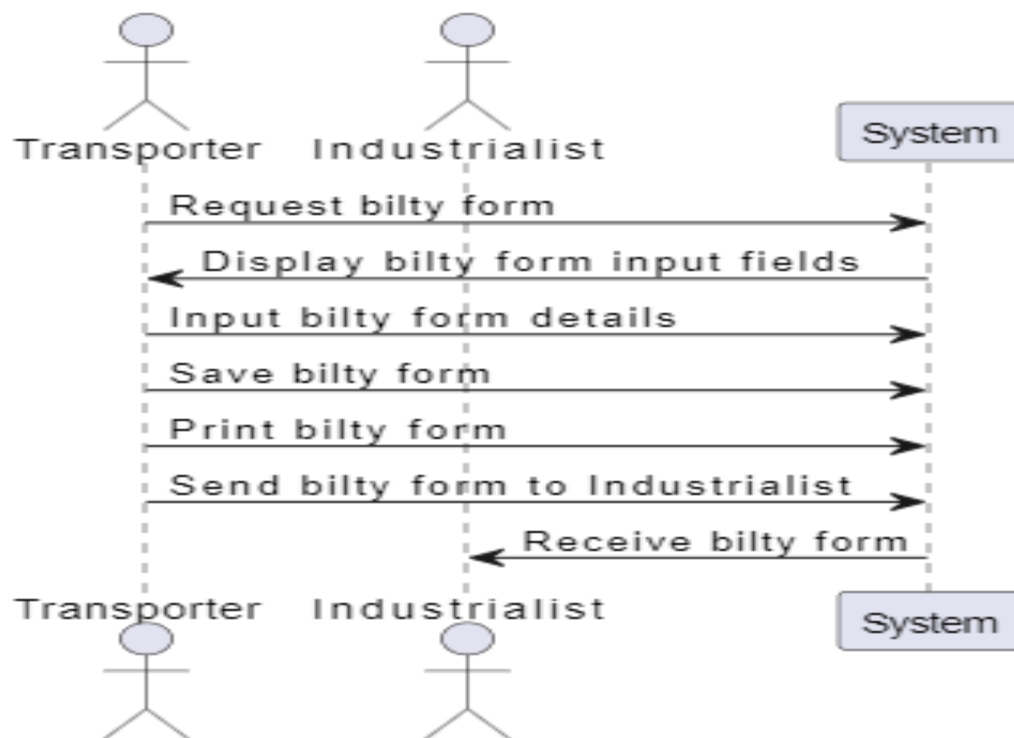 Transporter
Industrialist
System
Request bilty form
Display bilty form input fields
Input bilty form details
Save bilty form
Print bilty form
Send bilty form to Industrialist
Receive bilty form
Transporter
Industrialist
System